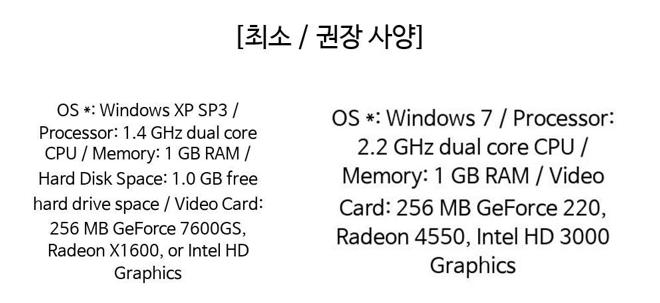 [최소 / 권장 사양]
OS *: Windows XP SP3 /
Processor: 1.4 GHz dual core
CPU / Memory: 1 GB RAM /
Hard Disk Space: 1.0 GB free
hard drive space / Video Card:
256 MB GeForce 7600GS,
Radeon X1600, or Intel HD
Graphics
OS *: Windows 7 / Processor:
2.2 GHz dual core CPU /
Memory: 1 GB RAM / Video
Card: 256 MB GeForce 220,
Radeon 4550, Intel HD 3000
Graphics